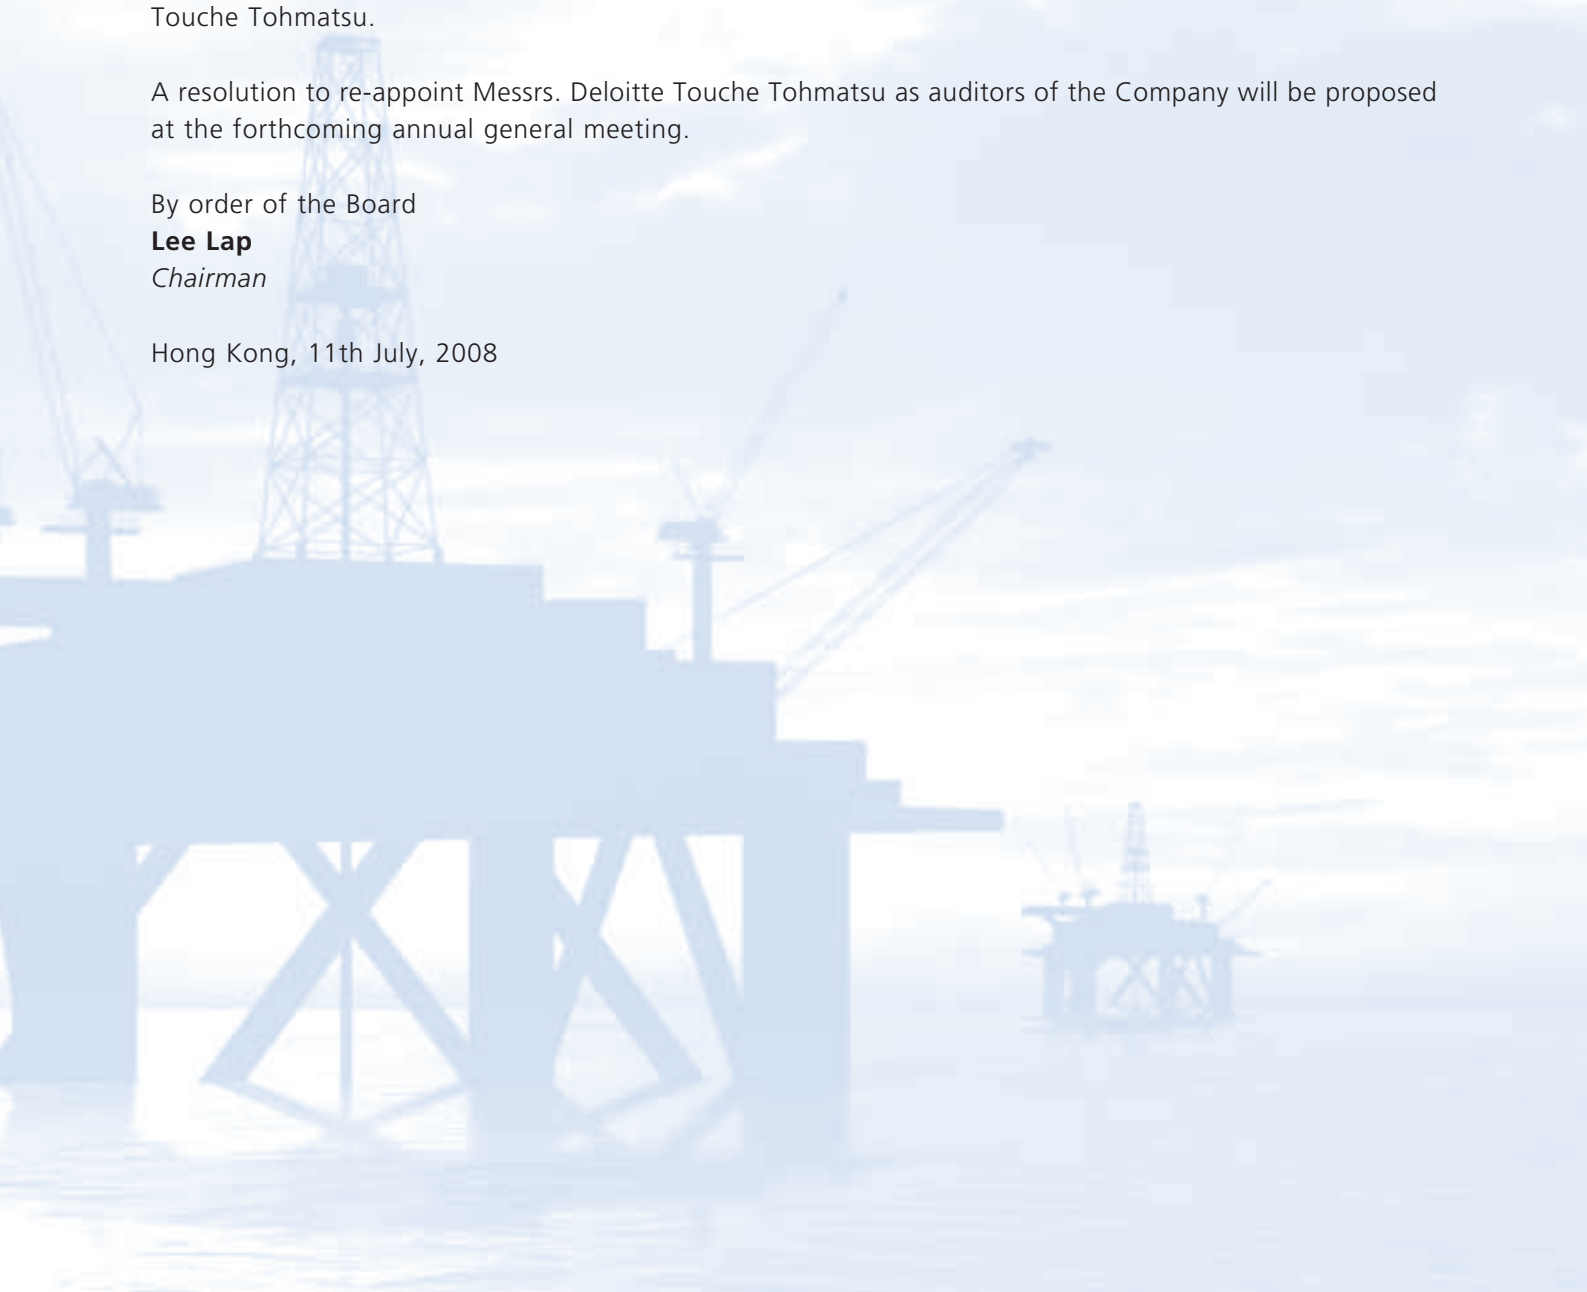 Touche Tohmatsu.
A resolution to re-appoint Messrs. Deloitte Touche Tohmatsu as auditors of the Company will be proposed
at the forthcoming annual general meeting.
By order of the Board
Lee Lap
Chairman
Hong Kong, 11th July, 2008